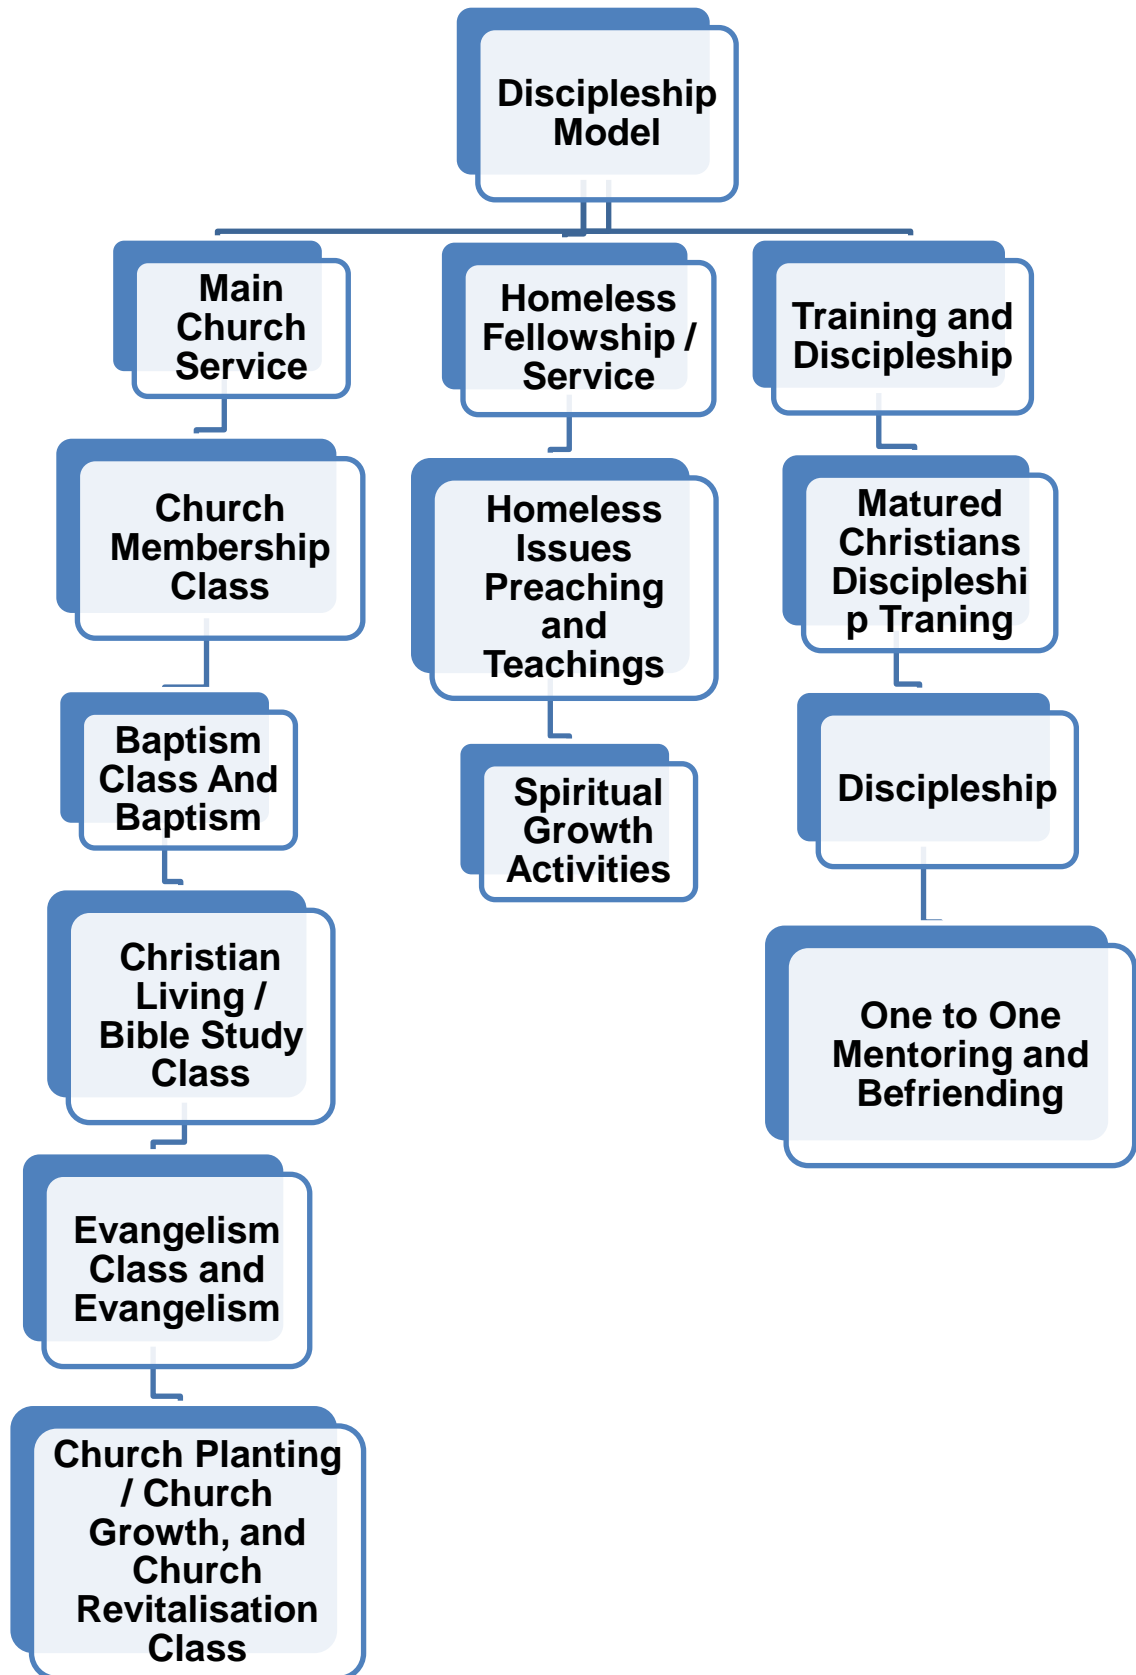 Discipleship
Model
Main
Church
Service
Homeless
Fellowship /
Service
Training and
Discipleship
Church
Membership
Class
Homeless
Issues
Preaching
and
Teachings
Matured
Christians
Discipleshi
p Traning
Baptism
Class And
Baptism
Spiritual
Growth
Activities
Discipleship
Christian
Living /
Bible Study
Class
One to One
Mentoring and
Befriending
Evangelism
Class and
Evangelism
Church Planting
/ Church
Growth, and
Church
Revitalisation
Class